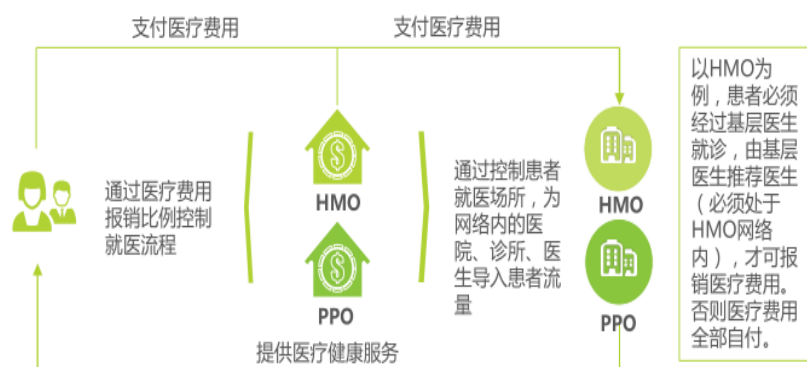 支付医疗费用
支付医疗费用
通过医疗费用
报销比例控制
就医流程
HMO
PPO
提供医疗健康服务
通过控制患者
就医场所，为
网络内的医
院、诊所、医
生导入患者流
量
HMO
PPO
以HMO为
例，患者必须
经过基层医生
就诊，由基层
医生推荐医生
（必须处于
HMO网络
内），才可报
销医疗费用。
否则医疗费用
全部自付。